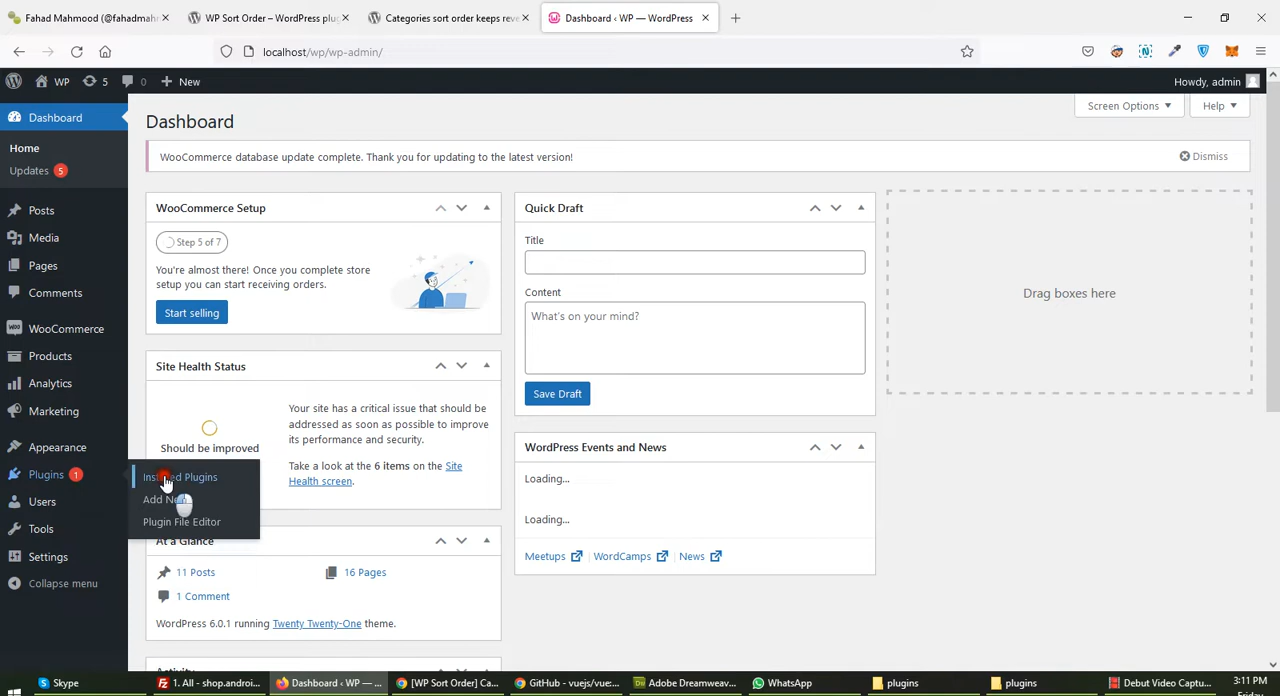 Fahad Mahmood (@fahadmahm
WP Sort Order – WordPress plug
Categories sort order keeps reve
Dashboard ‹ WP — WordPress
localhost/wp/wp-admin/
WP
5
0
New
Howdy, admin
Dashboard
Home
Updates 5
Posts
Media
Pages
Comments
WooCommerce
Products
Analytics
Marketing
Appearance
Plugins 1
Installed Plugins
Add New
Plugin File Editor
Users
Tools
Settings
Collapse menu
Screen Options
Help
Dashboard
WooCommerce database update complete. Thank you for updating to the latest version!
Dismiss
WooCommerce Setup
Step 5 of 7
You're almost there! Once you complete store
setup you can start receiving orders.
Start selling
Site Health Status
Should be improved
Your site has a critical issue that should be
addressed as soon as possible to improve
its performance and security.
Take a look at the 6 items on the Site
Health screen.
At a Glance
11 Posts
16 Pages
1 Comment
WordPress 6.0.1 running Twenty Twenty-One theme.
Activity
Quick Draft
Title
Content
What's on your mind?
Save Draft
WordPress Events and News
Loading...
Loading...
Meetups
WordCamps
News
Drag boxes here
Skype
1. All - shop.androi...
Dashboard ‹ WP — ...
[WP Sort Order] Ca...
GitHub - vuejs/vue:...
Adobe Dreamweav...
WhatsApp
plugins
plugins
Debut Video Captu...
3:11 PM
Friday